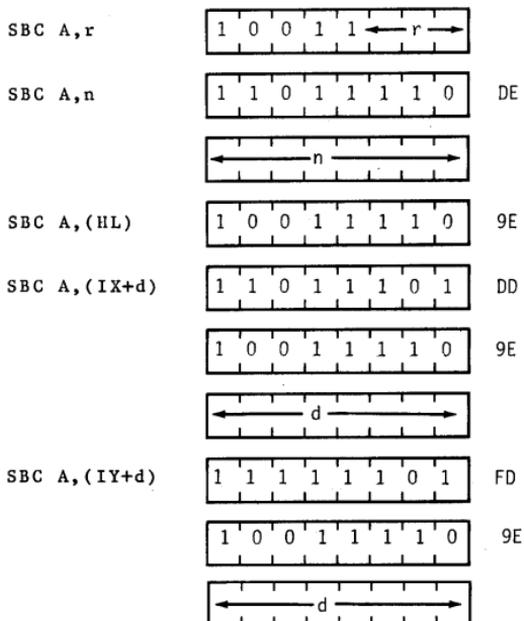 SBC A,r 1 0 0 1 1 r
SBC A,n 1 1 0 1 1 1 1 0 DE
n
SBC A,(HL) 1 0 0 1 1 1 1 0 9E
SBC A,(IX+d) 1 1 0 1 1 1 0 1 DD
1 0 0 1 1 1 1 0 9E
d
SBC A,(IY+d) 1 1 1 1 1 1 0 1 FD
1 0 0 1 1 1 1 0 9E
d